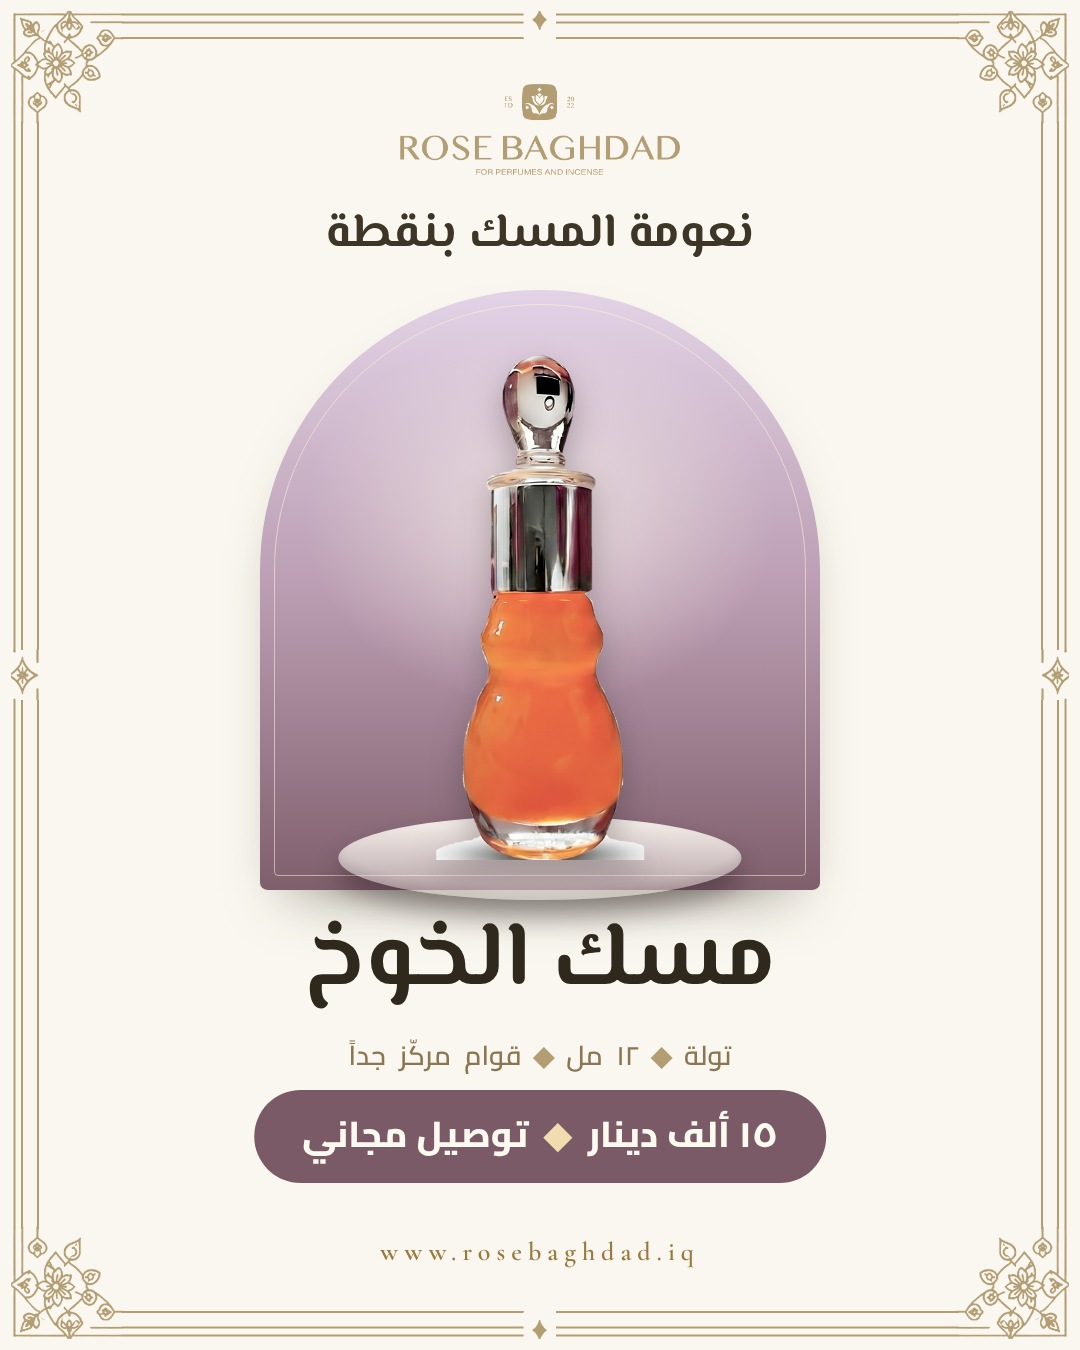 ES TD 20 22
ROSE BAGHDAD
FOR PERFUMES AND INCENSE
نعومة المسك بنقطة
مسك الخوخ
تولة ◆ ١٢ مل ◆ قوام مركّز جداً
١٥ ألف دينار ◆ توصيل مجاني
www.rosebaghdad.iq